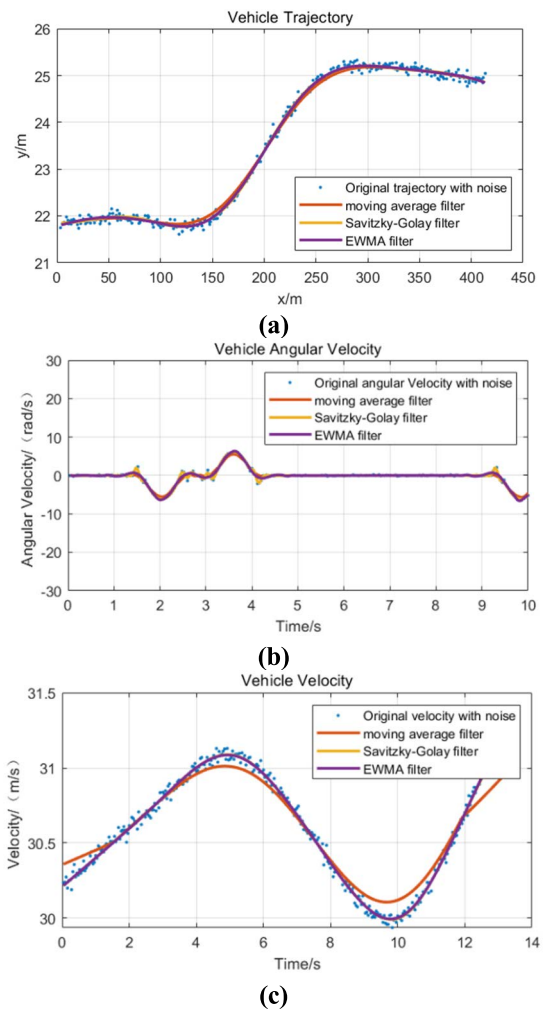 Vehicle Trajectory
26
25
24
23
22
21
y/m
Original trajectory with noise
moving average filter
Savitzky-Golay filter
EWMA filter
0 50 100 150 200 250 300 350 400 450
x/m
(a)
Vehicle Angular Velocity
30
20
10
0
-10
-20
-30
Angular Velocity/（rad/s）
Original angular Velocity with noise
moving average filter
Savitzky-Golay filter
EWMA filter
0 1 2 3 4 5 6 7 8 9 10
Time/s
(b)
Vehicle Velocity
31.5
31
30.5
30
Velocity/（m/s）
Original velocity with noise
moving average filter
Savitzky-Golay filter
EWMA filter
0 2 4 6 8 10 12 14
Time/s
(c)